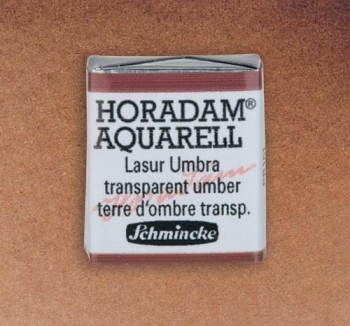 HORADAM®
AQUARELL
Lasur Umbra
transparent umber
terre d'ombre transp.
Schmincke